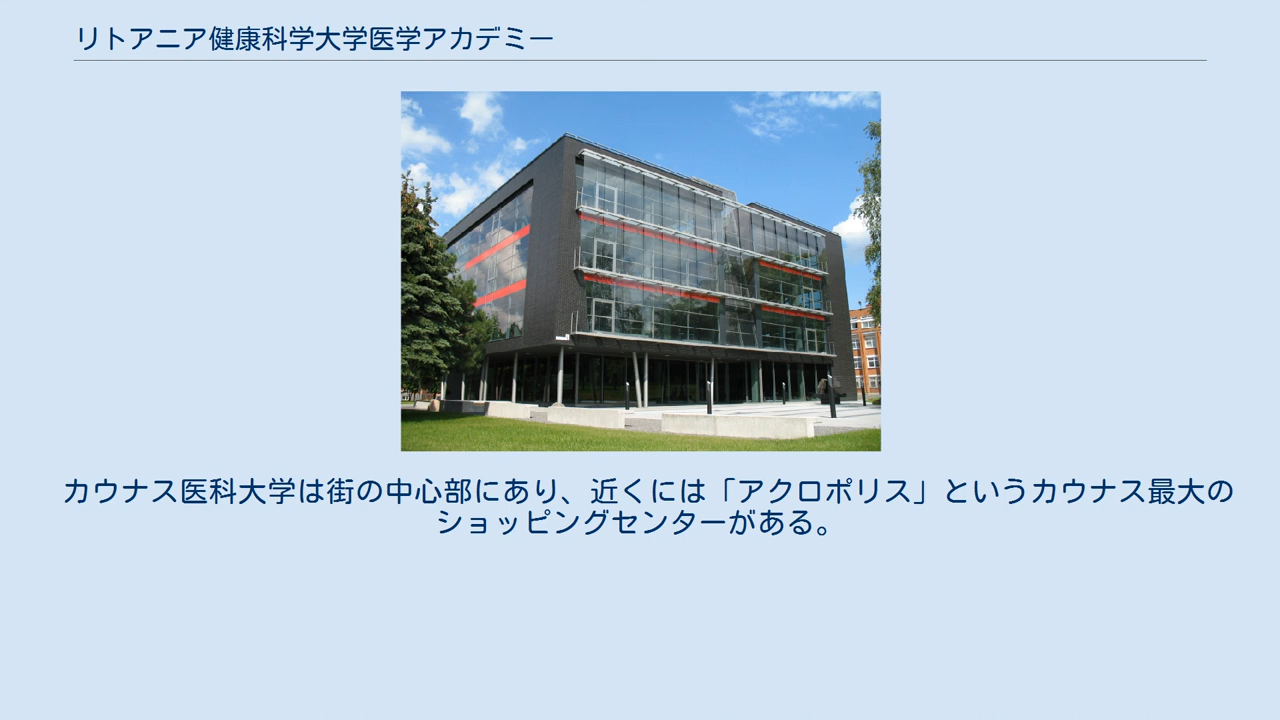 リトアニア健康科学大学医学アカデミー
カウナス医科大学は街の中心部にあり、近くには「アクロポリス」というカウナス最大の
ショッピングセンターがある。